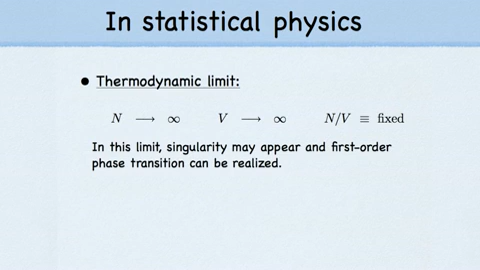 In statistical physics
● Thermodynamic limit:
N ⟶ ∞ V ⟶ ∞ N/V ≡ fixed
In this limit, singularity may appear and first-order
phase transition can be realized.